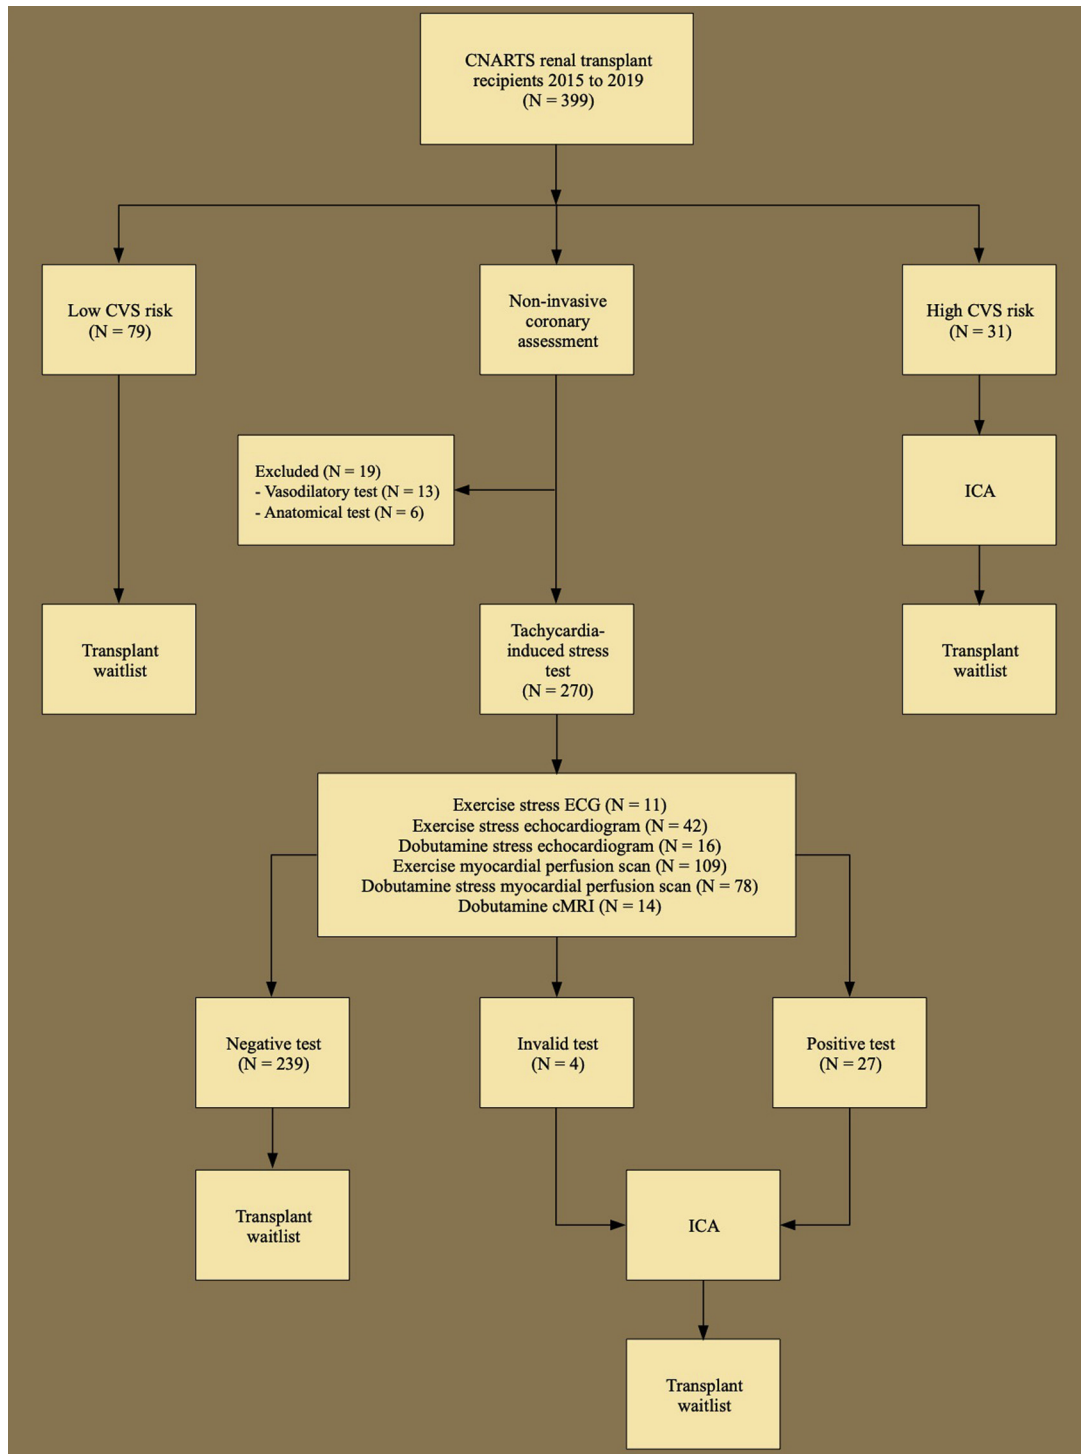 CNARTS renal transplant
recipients 2015 to 2019
(N = 399)
Low CVS risk
(N = 79)
Non-invasive
coronary
assessment
High CVS risk
(N = 31)
Excluded (N = 19)
- Vasodilatory test (N = 13)
- Anatomical test (N = 6)
ICA
Transplant
waitlist
Tachycardia-
induced stress
test
(N = 270)
Transplant
waitlist
Exercise stress ECG (N = 11)
Exercise stress echocardiogram (N = 42)
Dobutamine stress echocardiogram (N = 16)
Exercise myocardial perfusion scan (N = 109)
Dobutamine stress myocardial perfusion scan (N = 78)
Dobutamine cMRI (N = 14)
Negative test
(N = 239)
Invalid test
(N = 4)
Positive test
(N = 27)
Transplant
waitlist
ICA
Transplant
waitlist